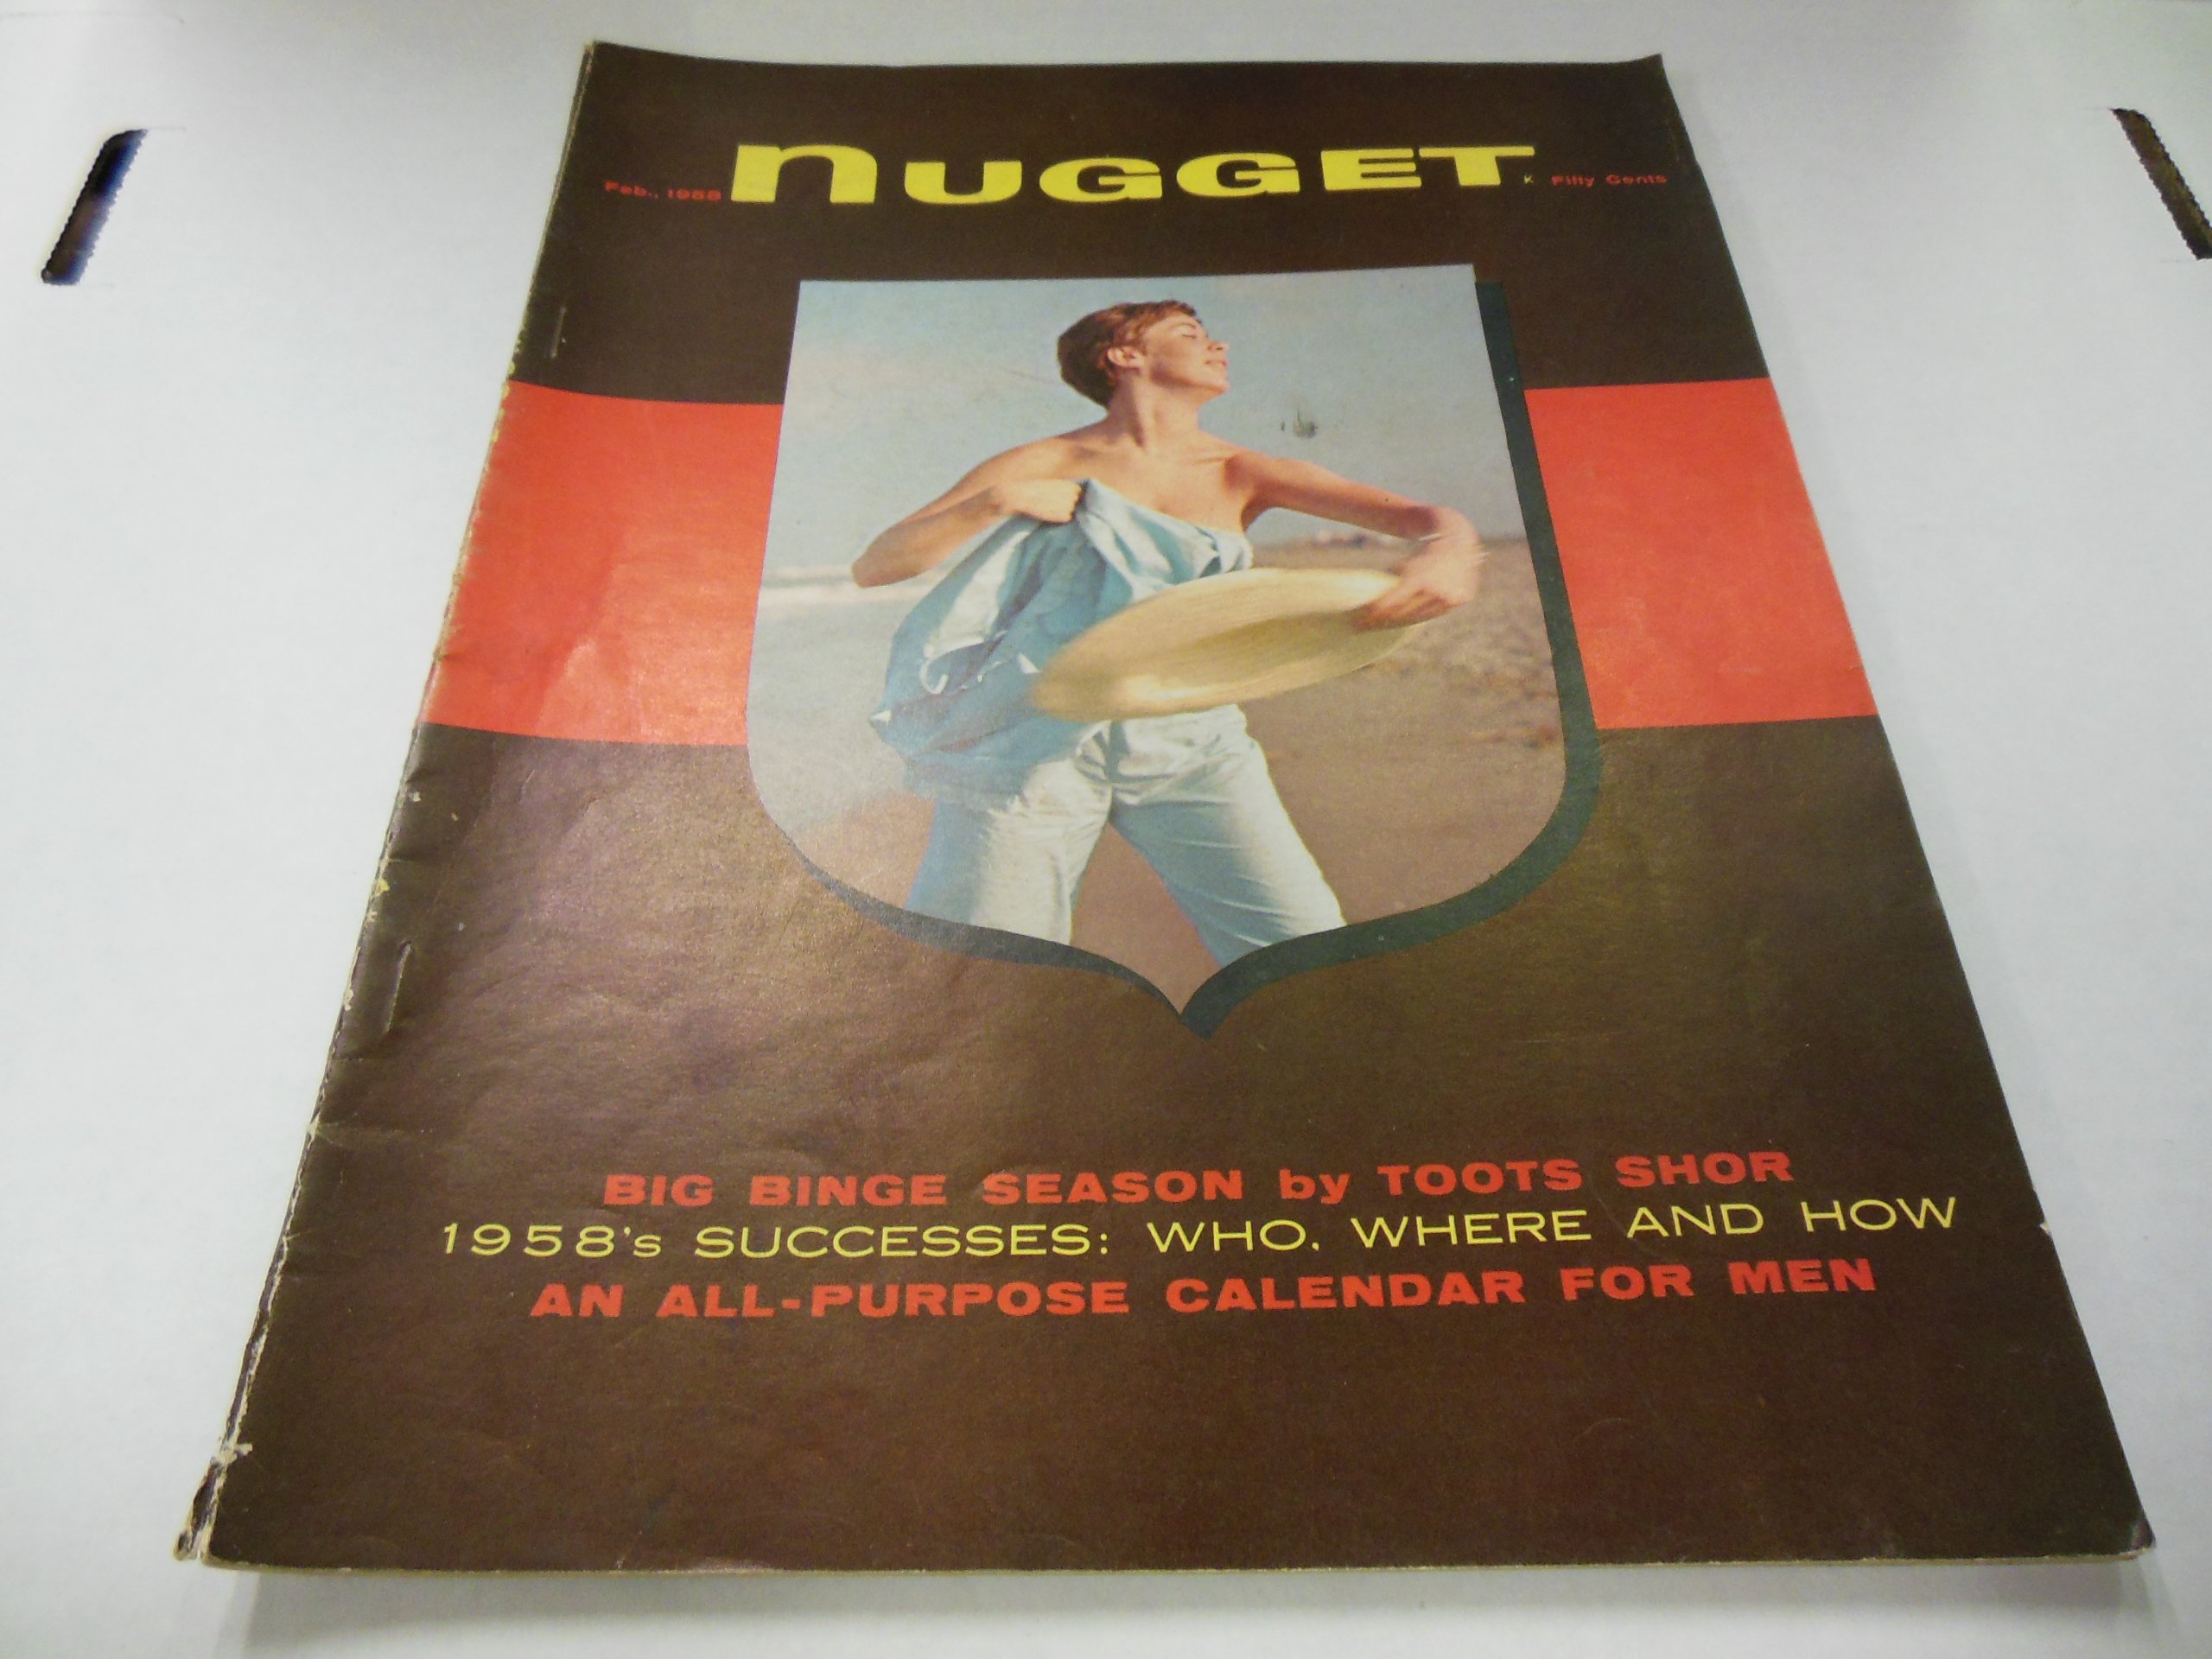 Feb., 1958 nUGGET K Fifty Cents
BIG BINGE SEASON by TOOTS SHOR
1958's SUCCESSES: WHO, WHERE AND HOW
AN ALL-PURPOSE CALENDAR FOR MEN